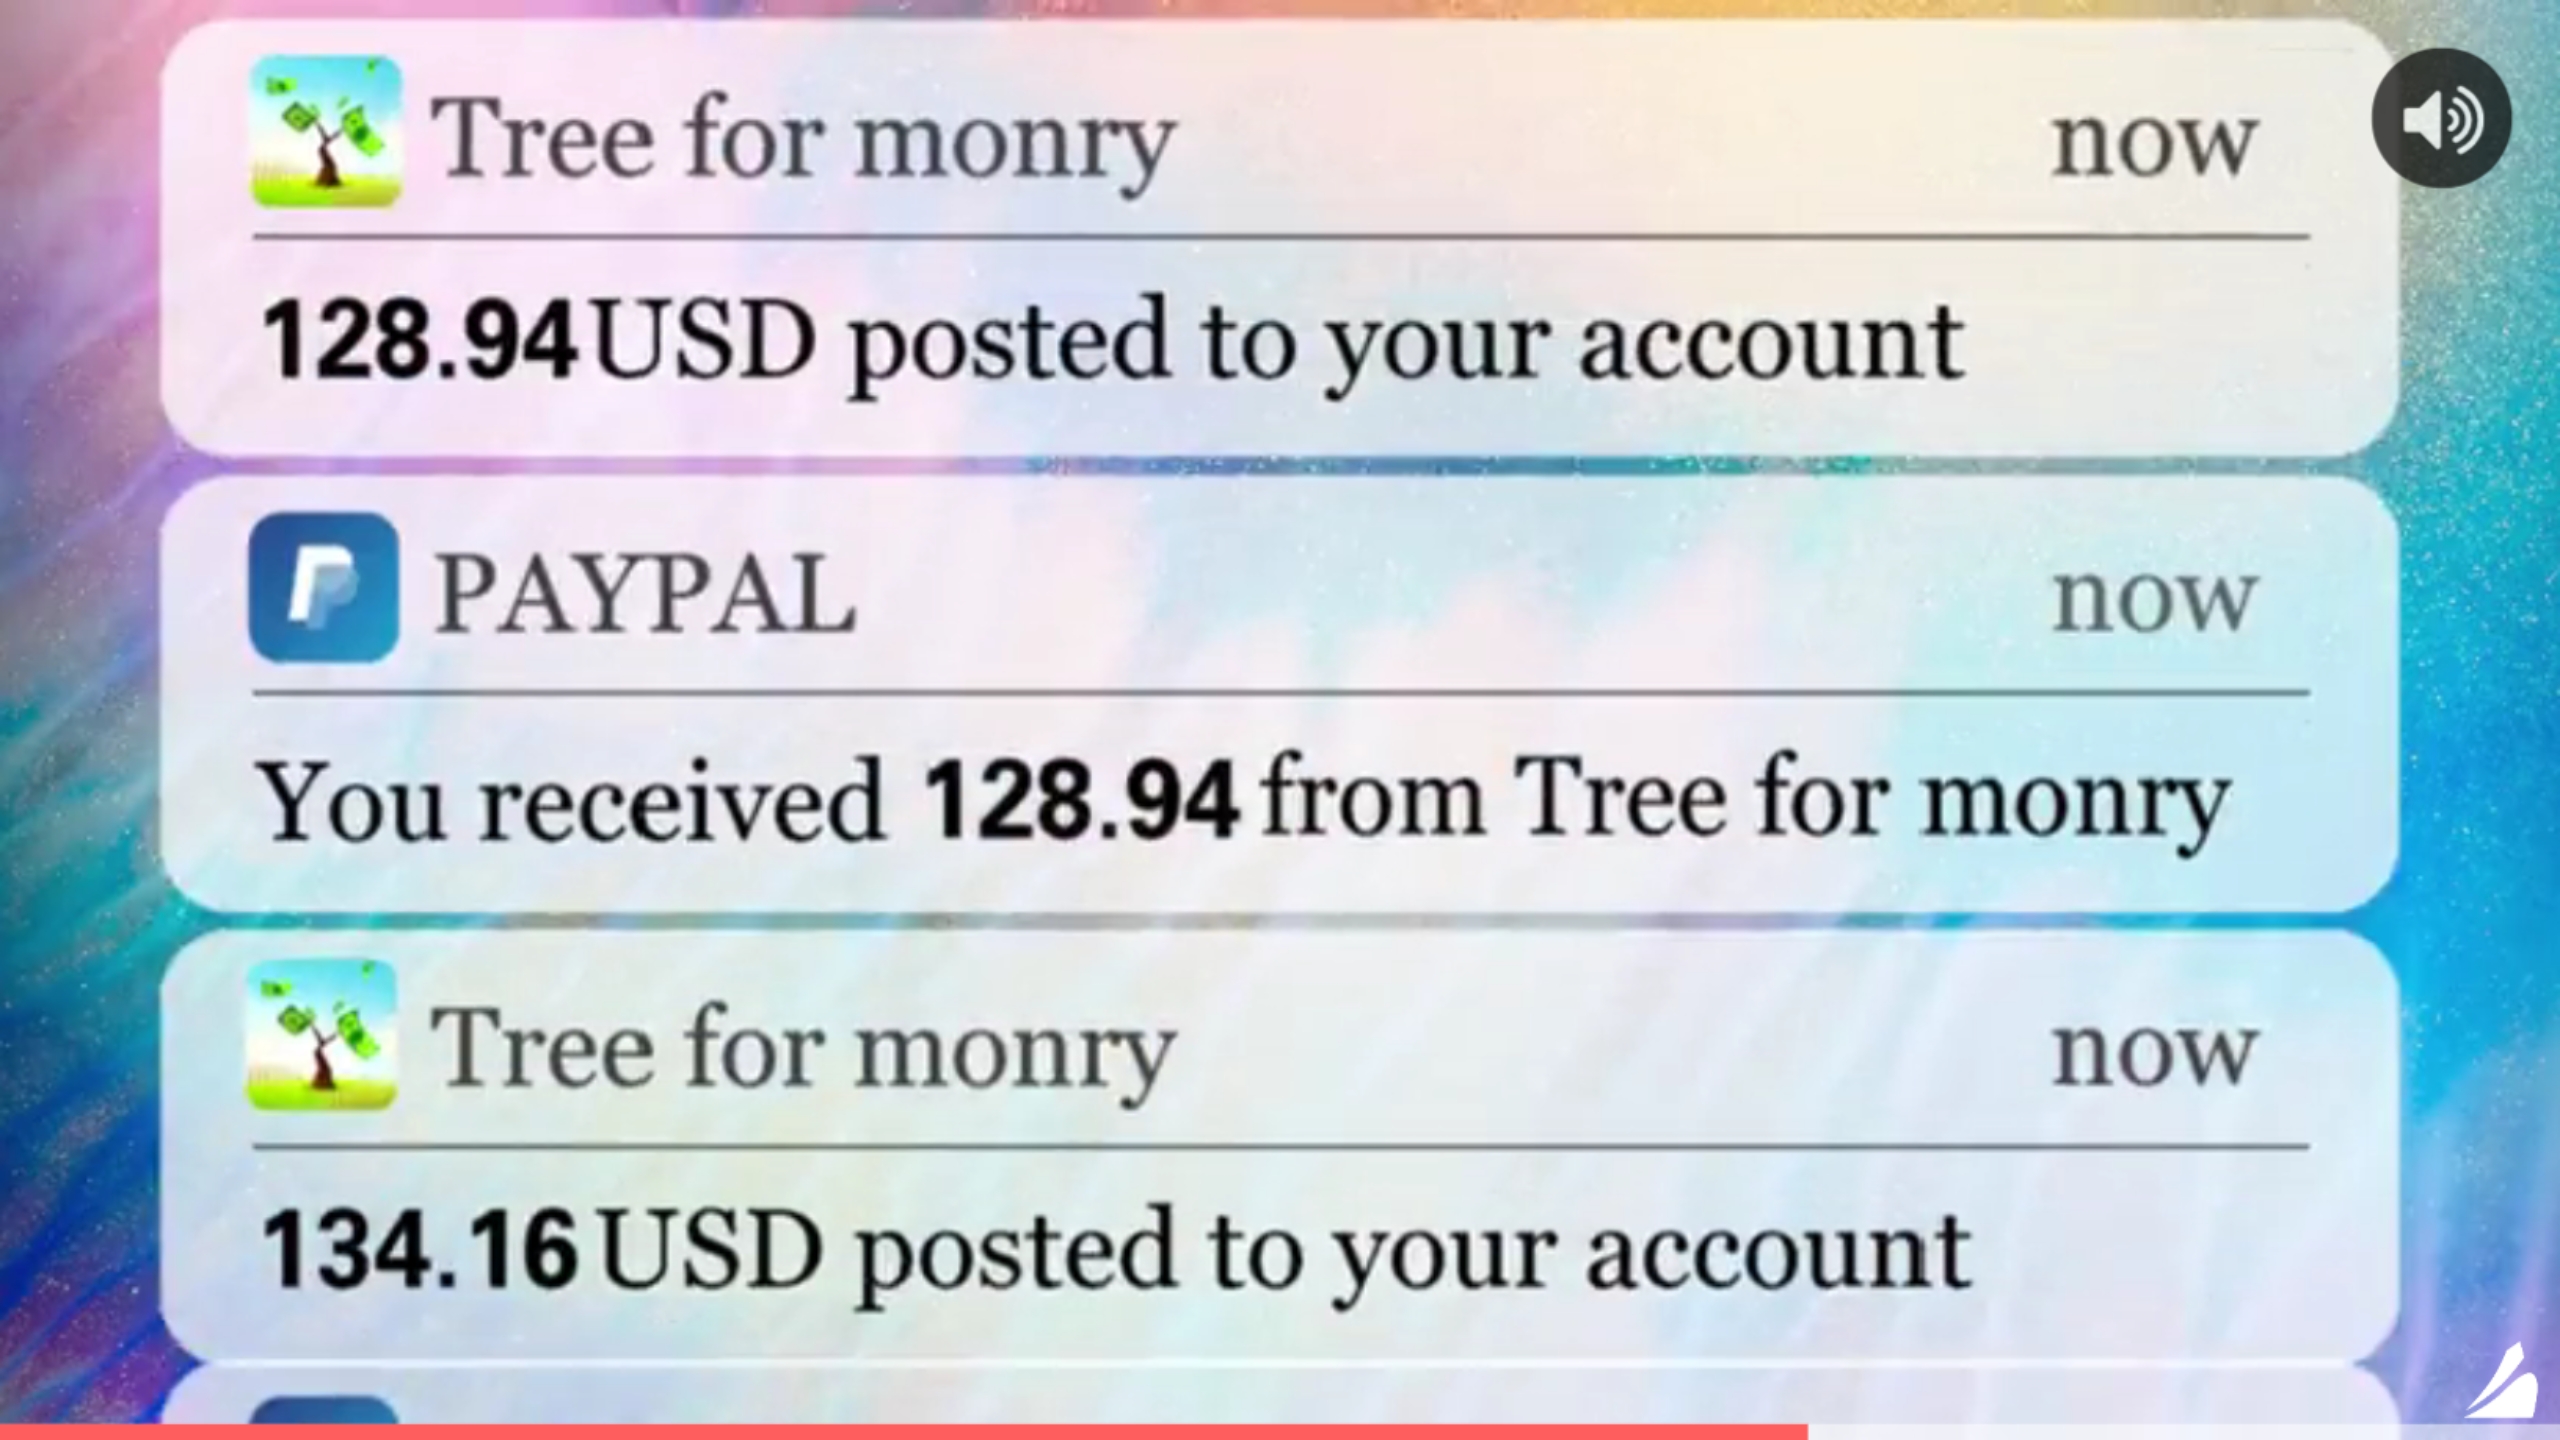 Tree for monry now
128.94 USD posted to your account
PAYPAL now
You received 128.94 from Tree for monry
Tree for monry now
134.16 USD posted to your account